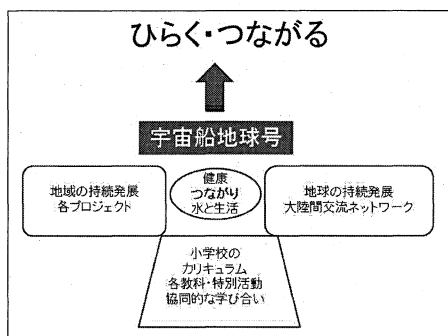 ひらく・つながる
宇宙船地球号
地域の持続発展
各プロジェクト
健康
つながり
水と生活
地球の持続発展
大陸間交流ネットワーク
小学校の
カリキュラム
各教科・特別活動
協同的な学び合い